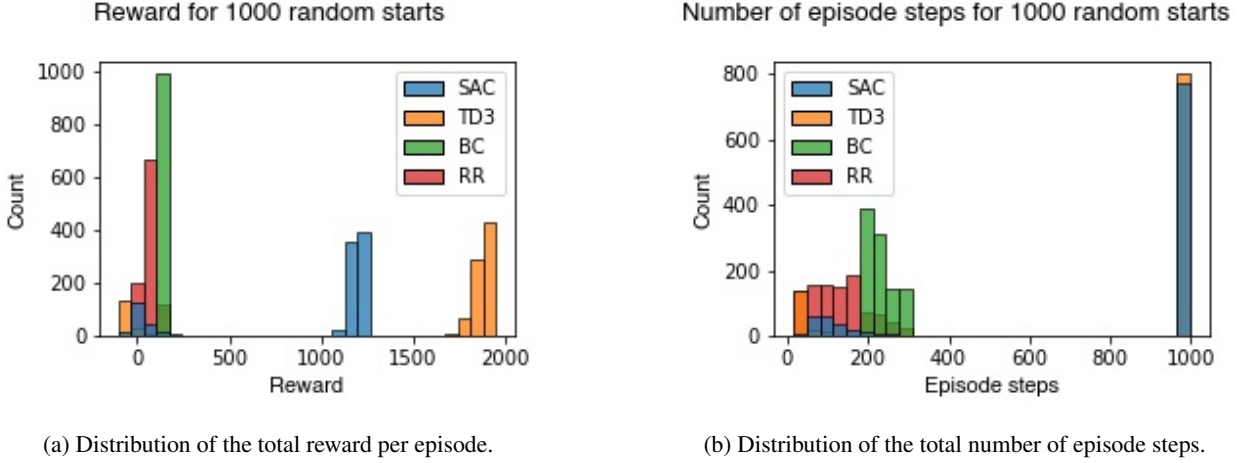 Reward for 1000 random starts
1000
800
600
400
200
0
Count
SAC
TD3
BC
RR
0 500 1000 1500 2000
Reward
(a) Distribution of the total reward per episode.
Number of episode steps for 1000 random starts
800
600
400
200
0
Count
SAC
TD3
BC
RR
0 200 400 600 800 1000
Episode steps
(b) Distribution of the total number of episode steps.